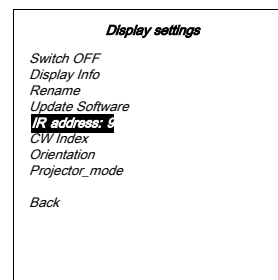 Display settings
Switch OFF
Display Info
Rename
Update Software
IR address: 9
CW Index
Orientation
Projector_mode
Back